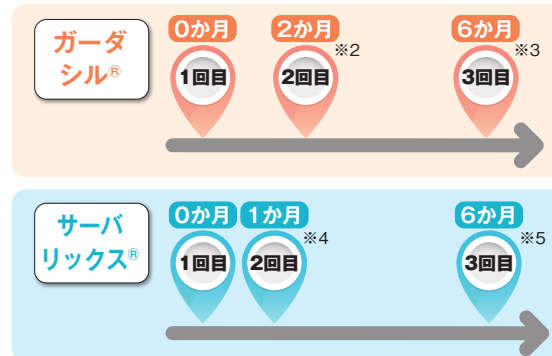 ガーダ
シル®
0か月 2か月 ※2 6か月 ※3
1回目 2回目 3回目
サーバ
リックス®
0か月 1か月 ※4 6か月 ※5
1回目 2回目 3回目